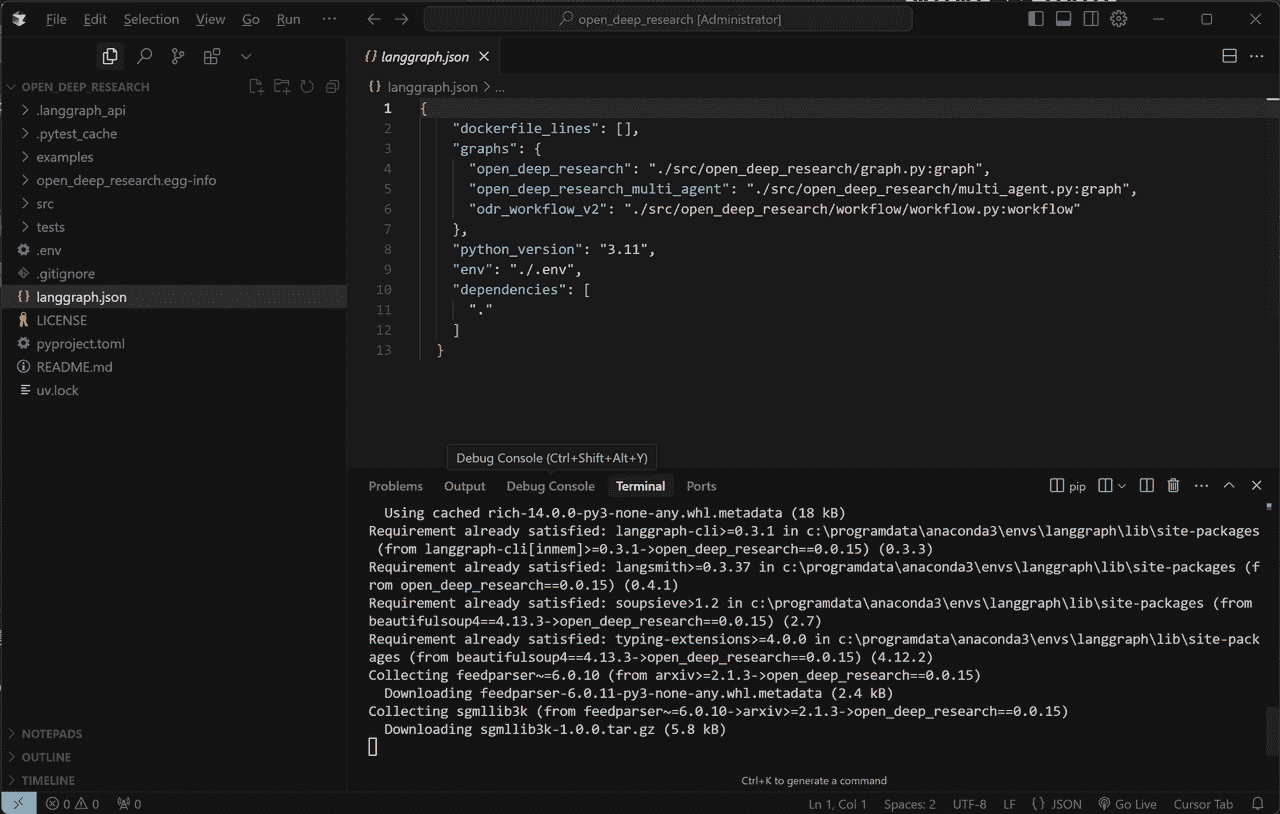 File Edit Selection View Go Run ···
open_deep_research [Administrator]
OPEN_DEEP_RESEARCH
.langgraph_api
.pytest_cache
examples
open_deep_research.egg-info
src
tests
.env
.gitignore
langgraph.json
LICENSE
pyproject.toml
README.md
uv.lock
NOTEPADS
OUTLINE
TIMELINE
{} langgraph.json
{} langgraph.json > ...
1 {
2 "dockerfile_lines": [],
3 "graphs": {
4 "open_deep_research": "./src/open_deep_research/graph.py:graph",
5 "open_deep_research_multi_agent": "./src/open_deep_research/multi_agent.py:graph",
6 "odr_workflow_v2": "./src/open_deep_research/workflow/workflow.py:workflow"
7 },
8 "python_version": "3.11",
9 "env": "./.env",
10 "dependencies": [
11 "."
12 ]
13 }
Debug Console (Ctrl+Shift+Alt+Y)
Problems Output Debug Console Terminal Ports pip
Using cached rich-14.0.0-py3-none-any.whl.metadata (18 kB)
Requirement already satisfied: langgraph-cli>=0.3.1 in c:\programdata\anaconda3\envs\langgraph\lib\site-packages
(from langgraph-cli[inmem]>=0.3.1->open_deep_research==0.0.15) (0.3.3)
Requirement already satisfied: langsmith>=0.3.37 in c:\programdata\anaconda3\envs\langgraph\lib\site-packages (f
rom open_deep_research==0.0.15) (0.4.1)
Requirement already satisfied: soupsieve>1.2 in c:\programdata\anaconda3\envs\langgraph\lib\site-packages (from
beautifulsoup4==4.13.3->open_deep_research==0.0.15) (2.7)
Requirement already satisfied: typing-extensions>=4.0.0 in c:\programdata\anaconda3\envs\langgraph\lib\site-pack
ages (from beautifulsoup4==4.13.3->open_deep_research==0.0.15) (4.12.2)
Collecting feedparser~=6.0.10 (from arxiv>=2.1.3->open_deep_research==0.0.15)
Downloading feedparser-6.0.11-py3-none-any.whl.metadata (2.4 kB)
Collecting sgmllib3k (from feedparser~=6.0.10->arxiv>=2.1.3->open_deep_research==0.0.15)
Downloading sgmllib3k-1.0.0.tar.gz (5.8 kB)
Ctrl+K to generate a command
0 0 0 Ln 1, Col 1 Spaces: 2 UTF-8 LF {} JSON Go Live Cursor Tab